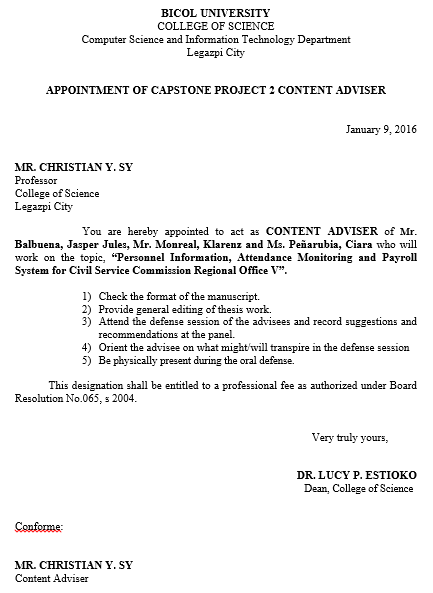 BICOL UNIVERSITY
COLLEGE OF SCIENCE
Computer Science and Information Technology Department
Legazpi City
APPOINTMENT OF CAPSTONE PROJECT 2 CONTENT ADVISER
January 9, 2016
MR. CHRISTIAN Y. SY
Professor
College of Science
Legazpi City
You are hereby appointed to act as CONTENT ADVISER of Mr.
Balbuena, Jasper Jules, Mr. Monreal, Klarenz and Ms. Peñarubia, Ciara who will
work on the topic, “Personnel Information, Attendance Monitoring and Payroll
System for Civil Service Commission Regional Office V”.
1) Check the format of the manuscript.
2) Provide general editing of thesis work.
3) Attend the defense session of the advisees and record suggestions and
recommendations at the panel.
4) Orient the advisee on what might/will transpire in the defense session
5) Be physically present during the oral defense.
This designation shall be entitled to a professional fee as authorized under Board
Resolution No.065, s 2004.
Very truly yours,
DR. LUCY P. ESTIOKO
Dean, College of Science
Conforme:
MR. CHRISTIAN Y. SY
Content Adviser